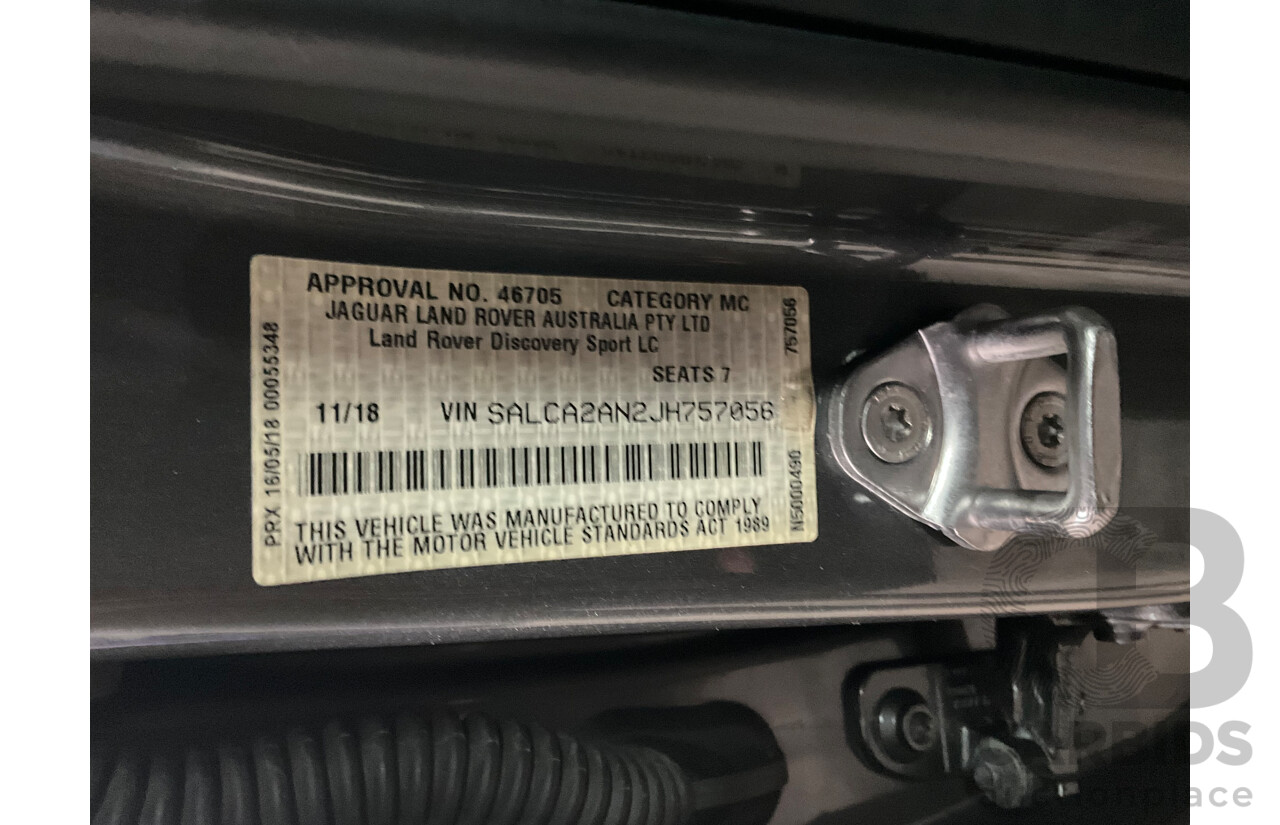 APPROVAL NO. 46705 CATEGORY MC
JAGUAR LAND ROVER AUSTRALIA PTY LTD
Land Rover Discovery Sport LC
SEATS 7
11/18 VIN SALCA2AN2JH757056
THIS VEHICLE WAS MANUFACTURED TO COMPLY
WITH THE MOTOR VEHICLE STANDARDS ACT 1989
PRX 16/05/18 00055348
757056
N5000490